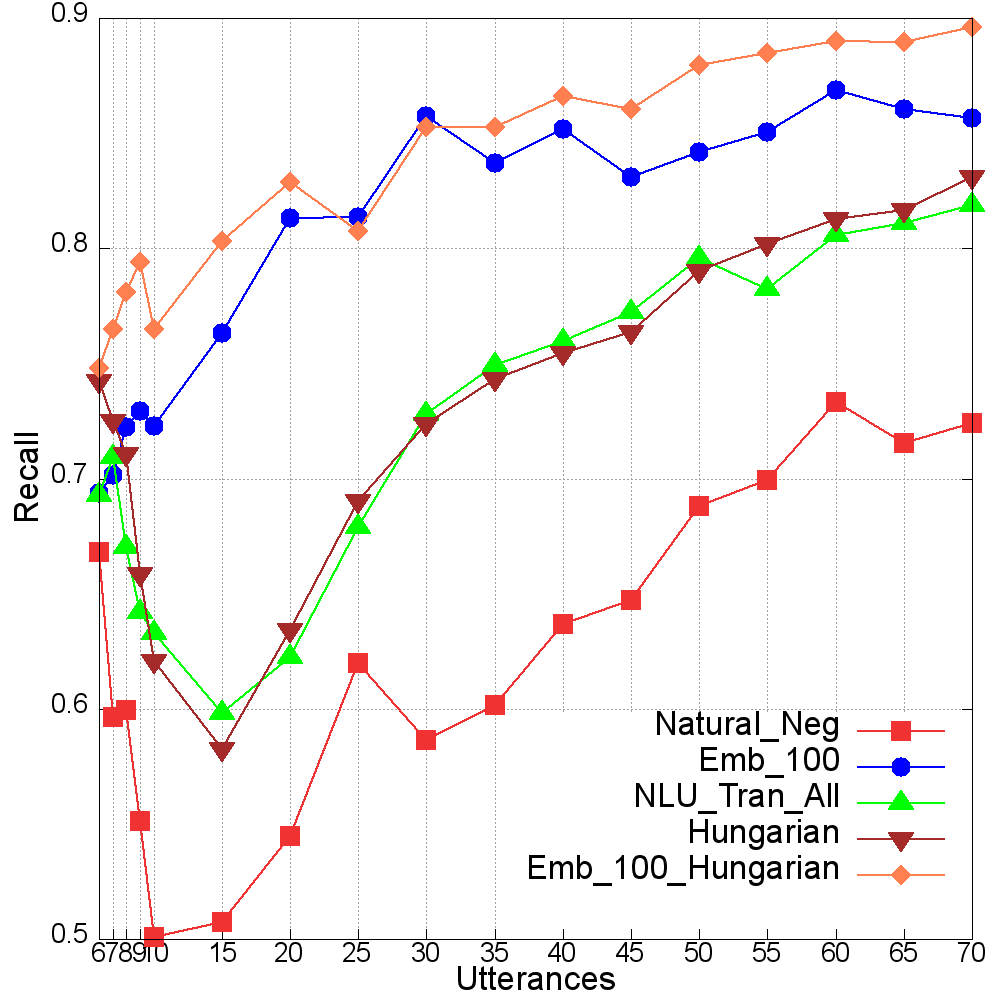 0.9
0.8
0.7
0.6
0.5
Recall
6 7 8 9 10 15 20 25 30 35 40 45 50 55 60 65 70
Utterances
Natural_Neg
Emb_100
NLU_Tran_All
Hungarian
Emb_100_Hungarian